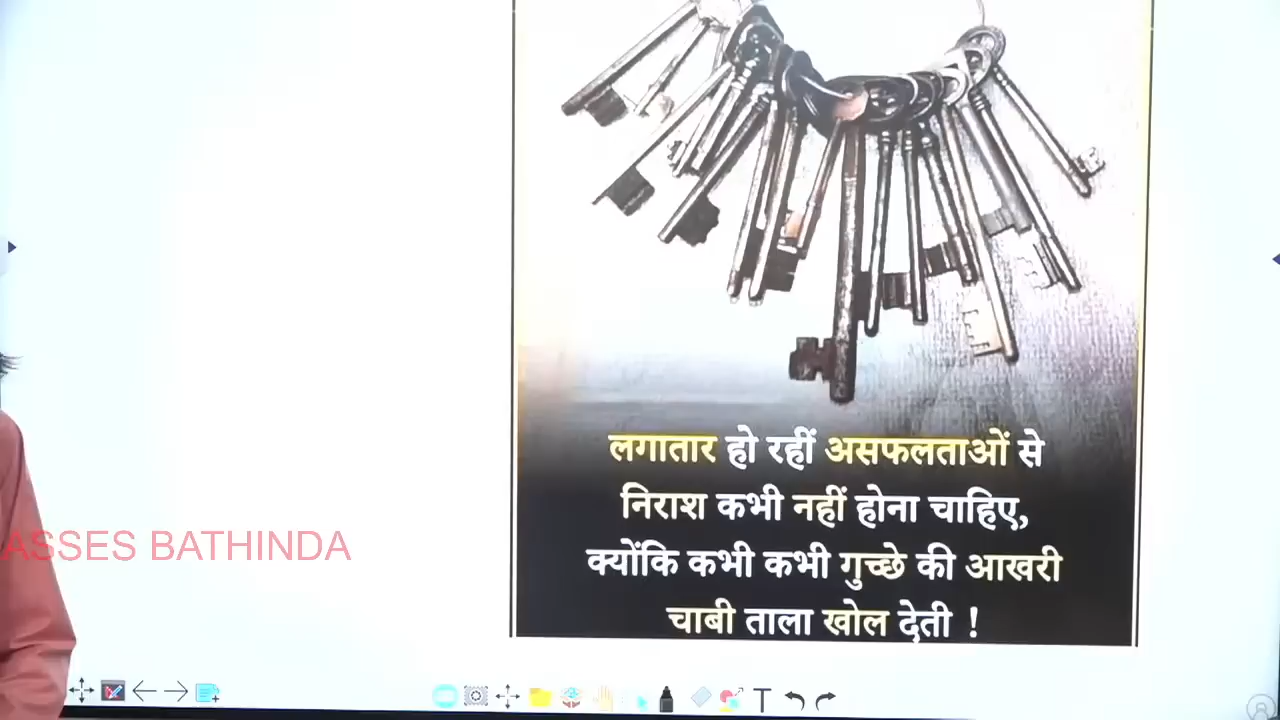 लगातार हो रहीं असफलताओं से
निराश कभी नहीं होना चाहिए,
क्योंकि कभी कभी गुच्छे की आखरी
चाबी ताला खोल देती !
ASSES BATHINDA